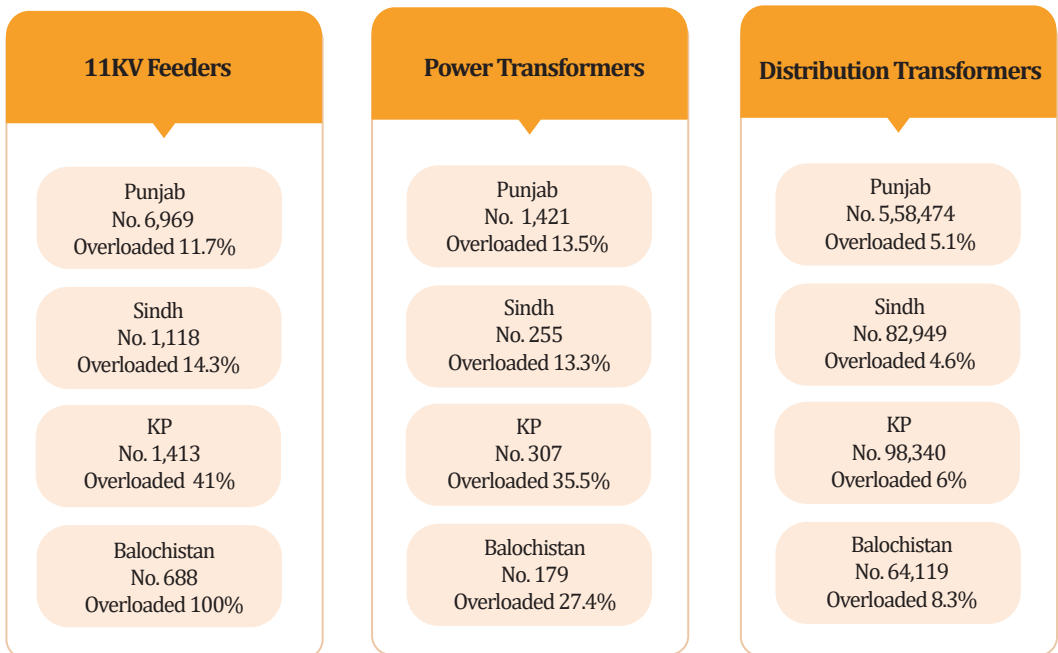 11KV Feeders
Punjab
No. 6,969
Overloaded 11.7%
Sindh
No. 1,118
Overloaded 14.3%
KP
No. 1,413
Overloaded 41%
Balochistan
No. 688
Overloaded 100%
Power Transformers
Punjab
No. 1,421
Overloaded 13.5%
Sindh
No. 255
Overloaded 13.3%
KP
No. 307
Overloaded 35.5%
Balochistan
No. 179
Overloaded 27.4%
Distribution Transformers
Punjab
No. 5,58,474
Overloaded 5.1%
Sindh
No. 82,949
Overloaded 4.6%
KP
No. 98,340
Overloaded 6%
Balochistan
No. 64,119
Overloaded 8.3%